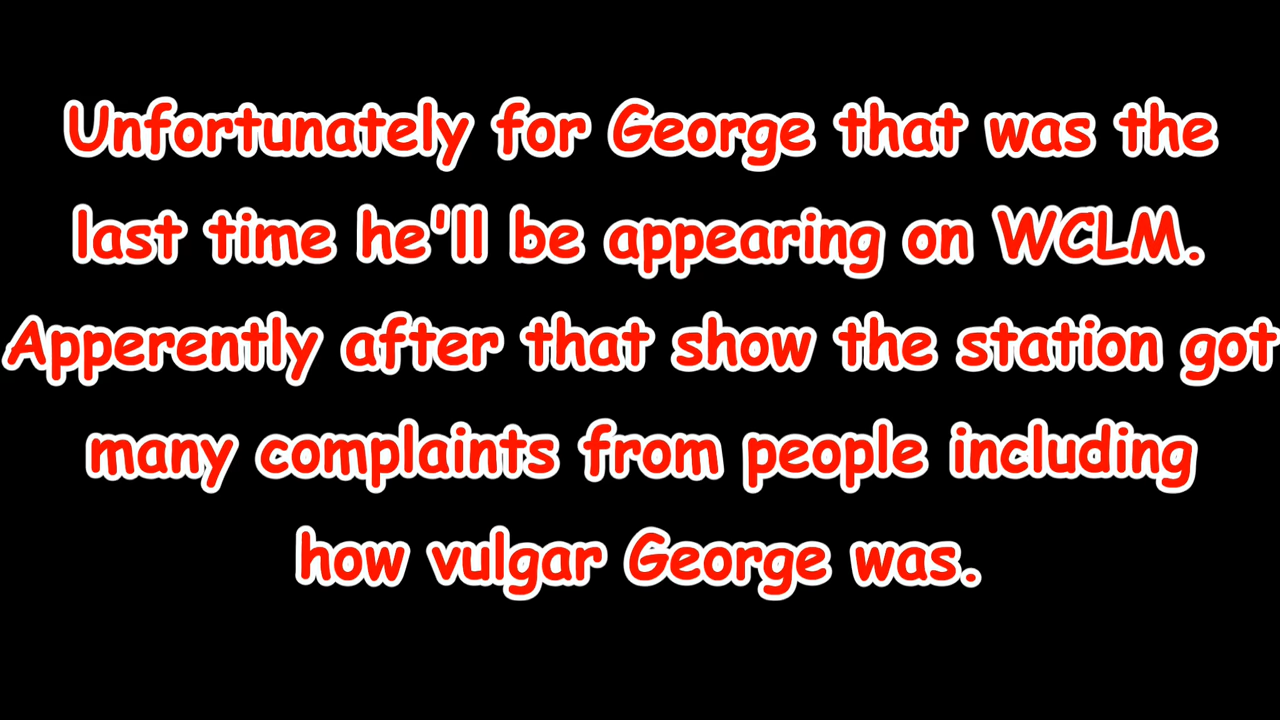 Unfortunately for George that was the
last time he'll be appearing on WCLM.
Apperently after that show the station got
many complaints from people including
how vulgar George was.